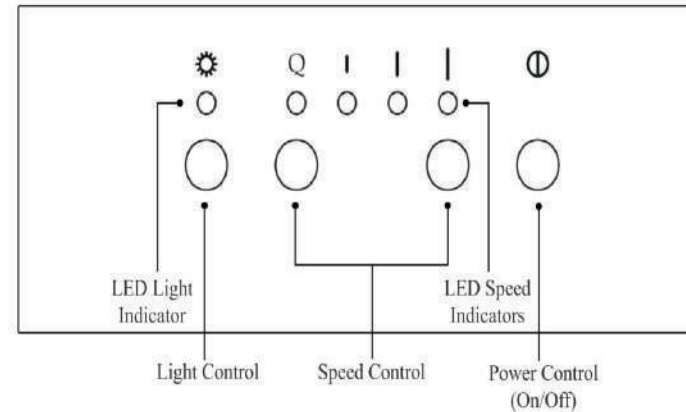 Q
LED Light
Indicator
LED Speed
Indicators
Light Control
Speed Control
Power Control
(On/Off)